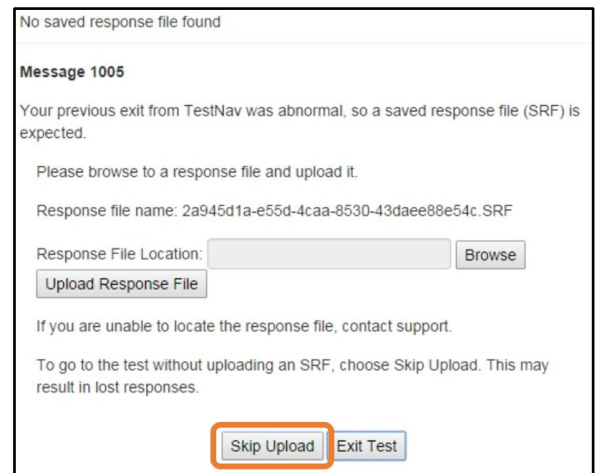 No saved response file found
Message 1005
Your previous exit from TestNav was abnormal, so a saved response file (SRF) is
expected.
Please browse to a response file and upload it.
Response file name: 2a945d1a-e55d-4caa-8530-43daee88e54c.SRF
Response File Location: Browse
Upload Response File
If you are unable to locate the response file, contact support.
To go to the test without uploading an SRF, choose Skip Upload. This may
result in lost responses.
Skip Upload Exit Test